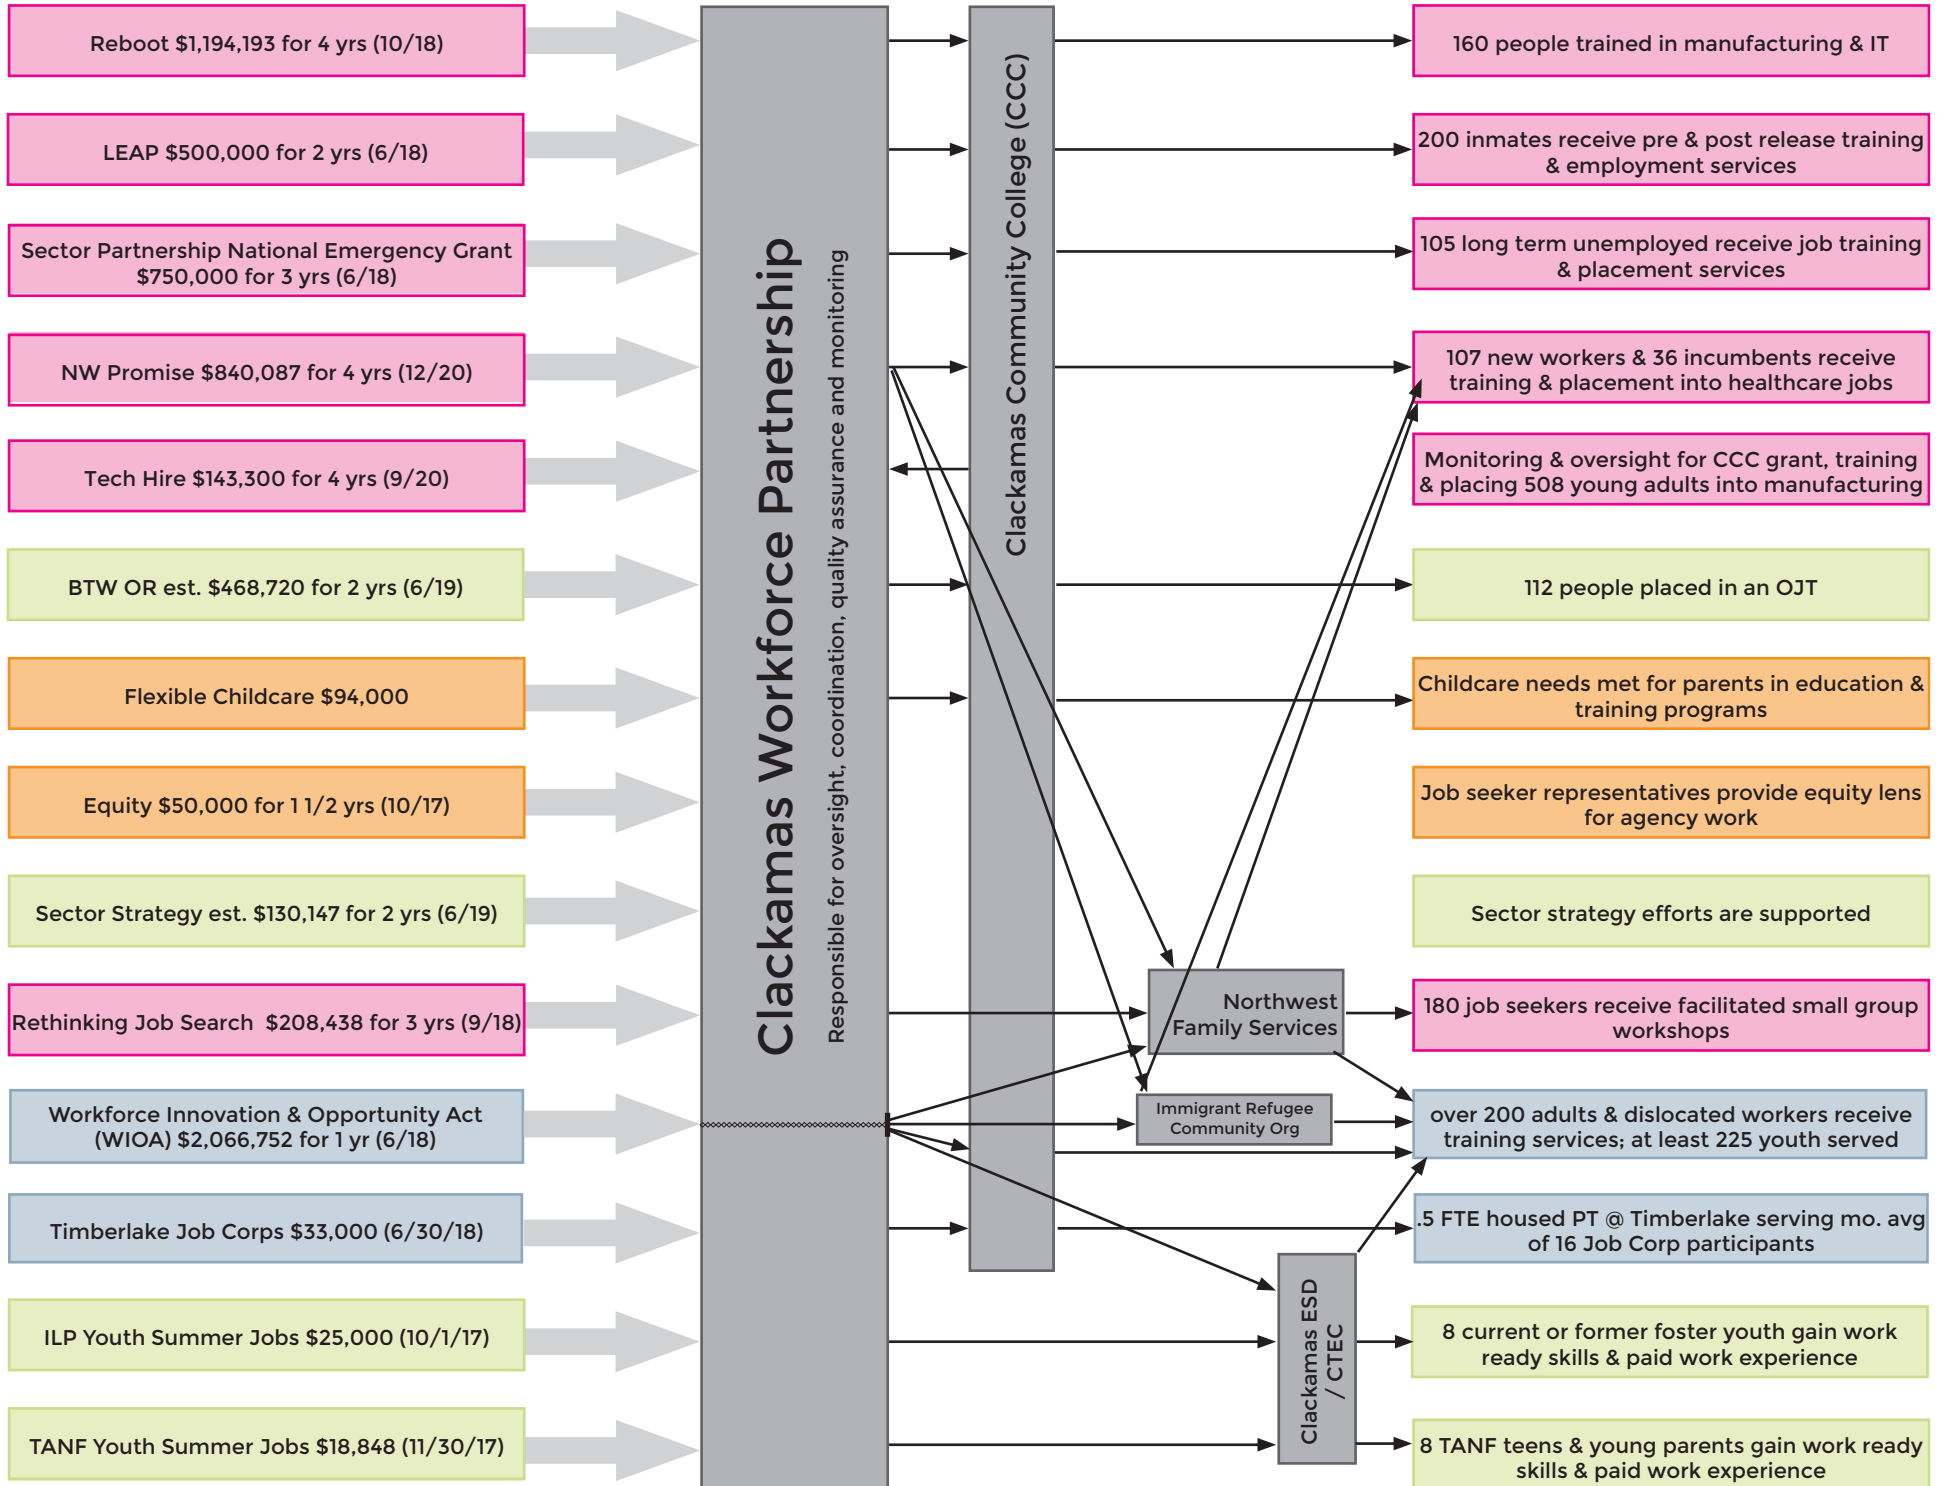 Reboot $1,194,193 for 4 yrs (10/18)
LEAP $500,000 for 2 yrs (6/18)
Sector Partnership National Emergency Grant
$750,000 for 3 yrs (6/18)
NW Promise $840,087 for 4 yrs (12/20)
Tech Hire $143,300 for 4 yrs (9/20)
BTW OR est. $468,720 for 2 yrs (6/19)
Flexible Childcare $94,000
Equity $50,000 for 1 1/2 yrs (10/17)
Sector Strategy est. $130,147 for 2 yrs (6/19)
Rethinking Job Search $208,438 for 3 yrs (9/18)
Workforce Innovation & Opportunity Act
(WIOA) $2,066,752 for 1 yr (6/18)
Timberlake Job Corps $33,000 (6/30/18)
ILP Youth Summer Jobs $25,000 (10/1/17)
TANF Youth Summer Jobs $18,848 (11/30/17)
Clackamas Workforce Partnership
Responsible for oversight, coordination, quality assurance and monitoring
Clackamas Community College (CCC)
Northwest
Family Services
Immigrant Refugee
Community Org
Clackamas ESD
/ CTEC
160 people trained in manufacturing & IT
200 inmates receive pre & post release training
& employment services
105 long term unemployed receive job training
& placement services
107 new workers & 36 incumbents receive
training & placement into healthcare jobs
Monitoring & oversight for CCC grant, training
& placing 508 young adults into manufacturing
112 people placed in an OJT
Childcare needs met for parents in education &
training programs
Job seeker representatives provide equity lens
for agency work
Sector strategy efforts are supported
180 job seekers receive facilitated small group
workshops
over 200 adults & dislocated workers receive
training services; at least 225 youth served
.5 FTE housed PT @ Timberlake serving mo. avg
of 16 Job Corp participants
8 current or former foster youth gain work
ready skills & paid work experience
8 TANF teens & young parents gain work ready
skills & paid work experience